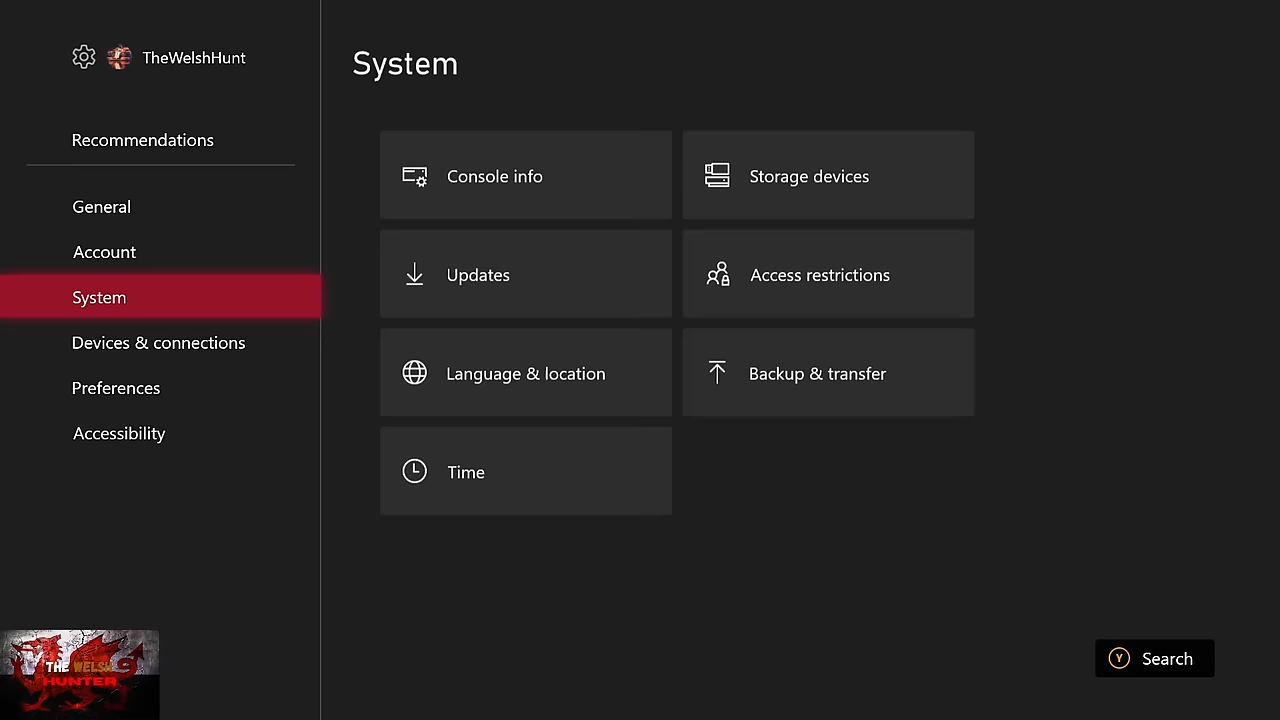 TheWelshHunt
System
Recommendations
General
Account
System
Devices & connections
Preferences
Accessibility
Console info
Storage devices
Updates
Access restrictions
Language & location
Backup & transfer
Time
THE WELSH
HUNTER
Y Search